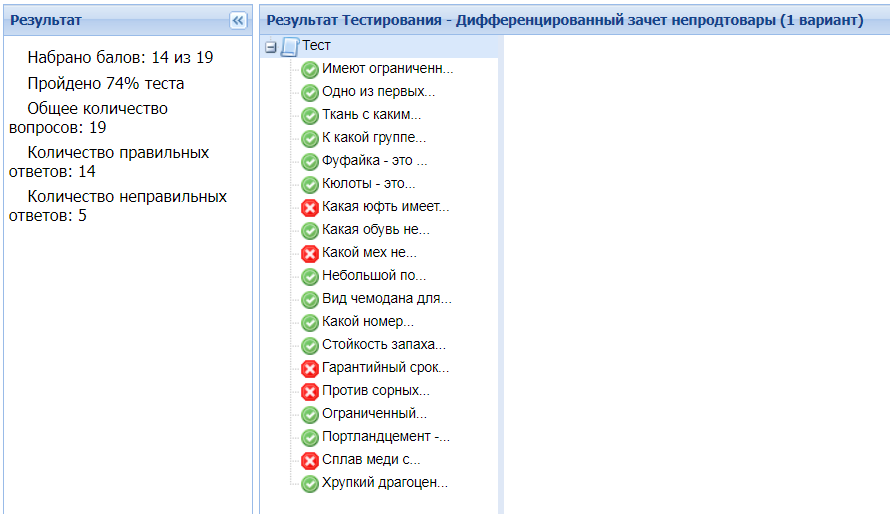 Результат
Набрано балов: 14 из 19
Пройдено 74% теста
Общее количество
вопросов: 19
Количество правильных
ответов: 14
Количество неправильных
ответов: 5
Результат Тестирования - Дифференцированный зачет непродтовары (1 вариант)
Тест
Имеют ограниченн...
Одно из первых...
Ткань с каким...
К какой группе...
Фуфайка - это ...
Кюлоты - это...
Какая юфть имеет...
Какая обувь не...
Какой мех не...
Небольшой по...
Вид чемодана для...
Какой номер...
Стойкость запаха...
Гарантийный срок...
Против сорных...
Ограниченный...
Портландцемент -...
Сплав меди с...
Хрупкий драгоцен...